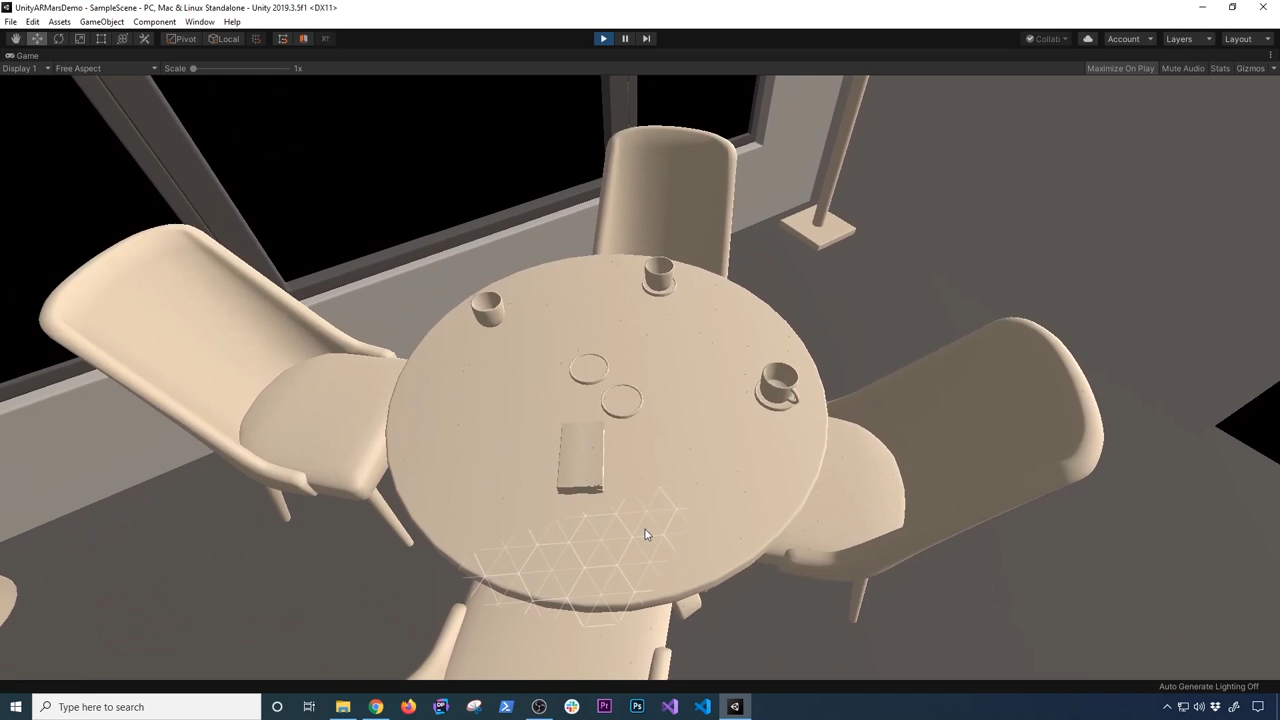 UnityARMarsDemo - SampleScene - PC, Mac & Linux Standalone - Unity 2019.3.5f1 <DX11>
File Edit Assets GameObject Component Window Help
Pivot Local Collab Account Layers Layout
Game
Display 1 Free Aspect Scale 1x Maximize On Play Mute Audio Stats Gizmos
Auto Generate Lighting Off
Type here to search